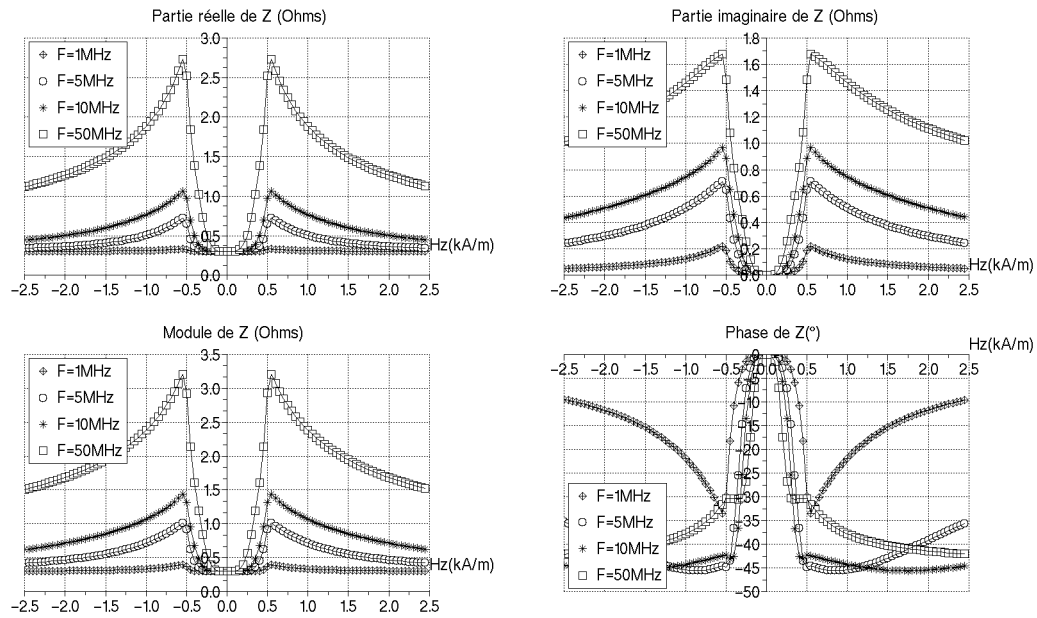 Partie réelle de Z (Ohms)
3.0
2.5
2.0
1.5
1.0
0.5
0.0
F=1MHz
F=5MHz
F=10MHz
F=50MHz
Hz(kA/m)
−2.5 −2.0 −1.5 −1.0 −0.5 0.0 0.5 1.0 1.5 2.0 2.5
Partie imaginaire de Z (Ohms)
1.8
1.6
1.4
1.2
1.0
0.8
0.6
0.4
0.2
0.0
F=1MHz
F=5MHz
F=10MHz
F=50MHz
Hz(kA/m)
−2.5 −2.0 −1.5 −1.0 −0.5 0.0 0.5 1.0 1.5 2.0 2.5
Module de Z (Ohms)
3.5
3.0
2.5
2.0
1.5
1.0
0.5
0.0
F=1MHz
F=5MHz
F=10MHz
F=50MHz
Hz(kA/m)
−2.5 −2.0 −1.5 −1.0 −0.5 0.0 0.5 1.0 1.5 2.0 2.5
Phase de Z(°)
Hz(kA/m)
0
−2.5 −2.0 −1.5 −1.0 −0.5 0.0 0.5 1.0 1.5 2.0 2.5
−5
−10
−15
−20
−25
−30
−35
−40
−45
−50
F=1MHz
F=5MHz
F=10MHz
F=50MHz